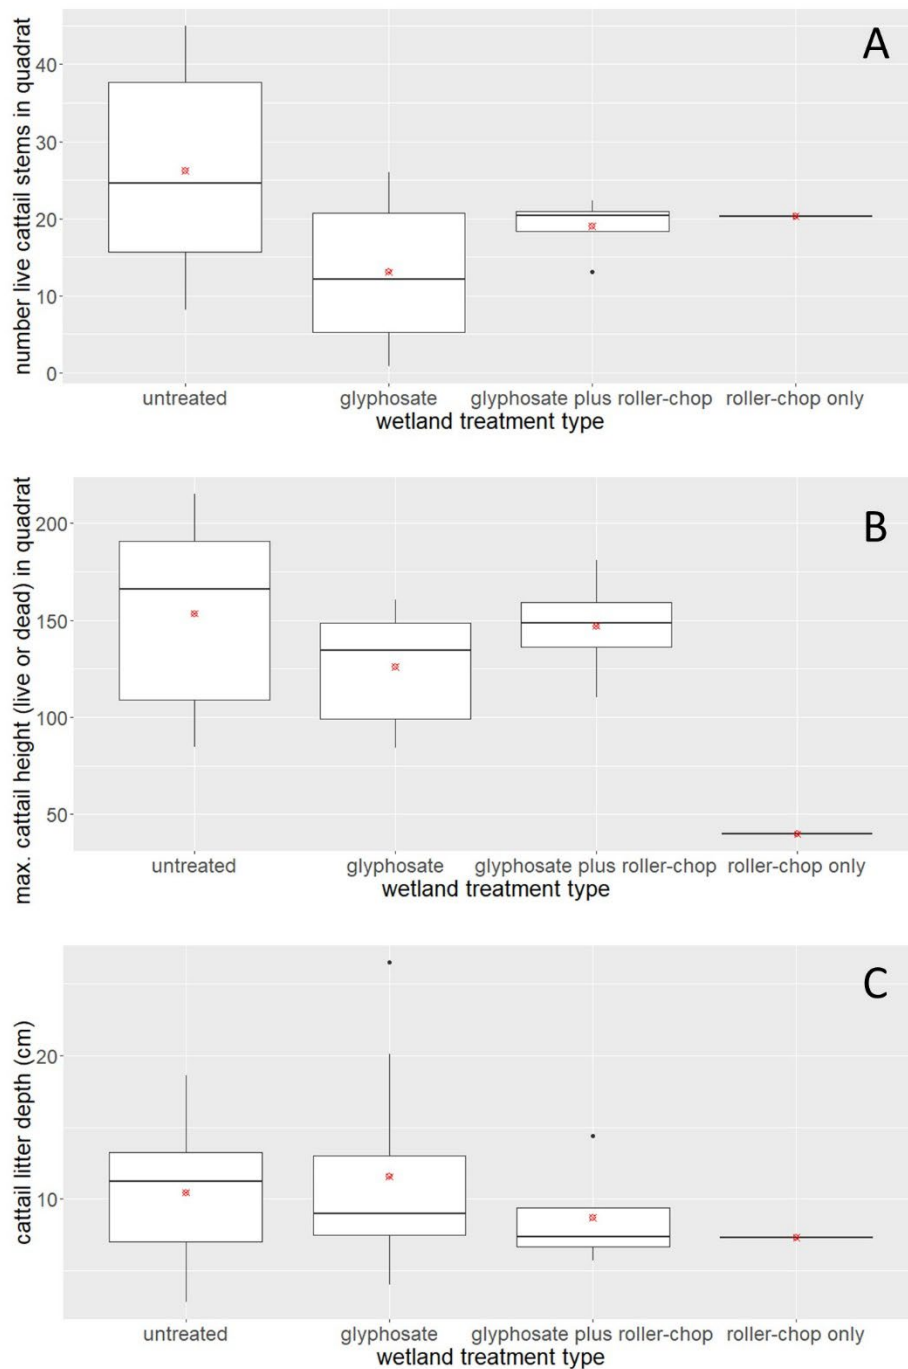 A
number live cattail stems in quadrat
40
30
20
10
0
untreated glyphosate glyphosate plus roller-chop roller-chop only
wetland treatment type
B
max. cattail height (live or dead) in quadrat
200
150
100
50
untreated glyphosate glyphosate plus roller-chop roller-chop only
wetland treatment type
C
cattail litter depth (cm)
20
10
untreated glyphosate glyphosate plus roller-chop roller-chop only
wetland treatment type